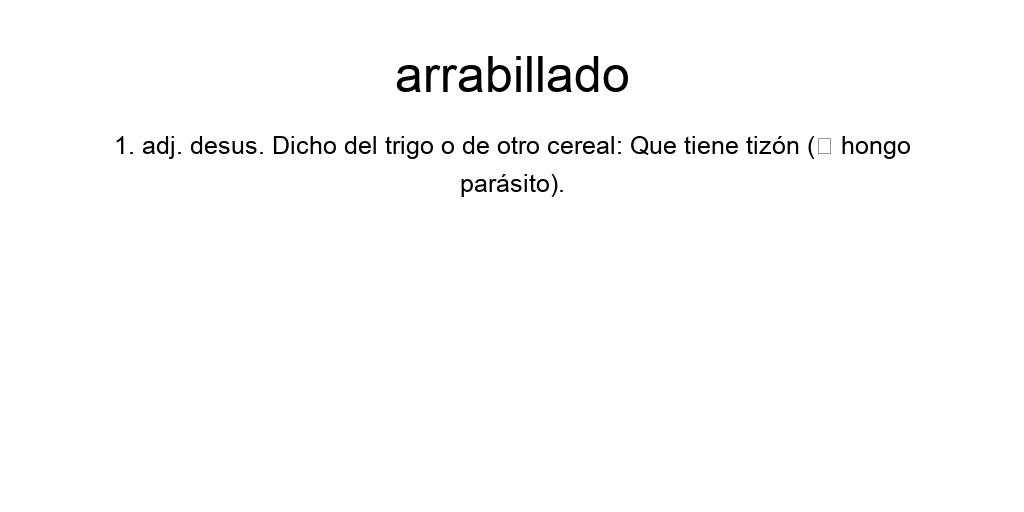 arrabillado
1. adj. desus. Dicho del trigo o de otro cereal: Que tiene tizón (□ hongo
parásito).